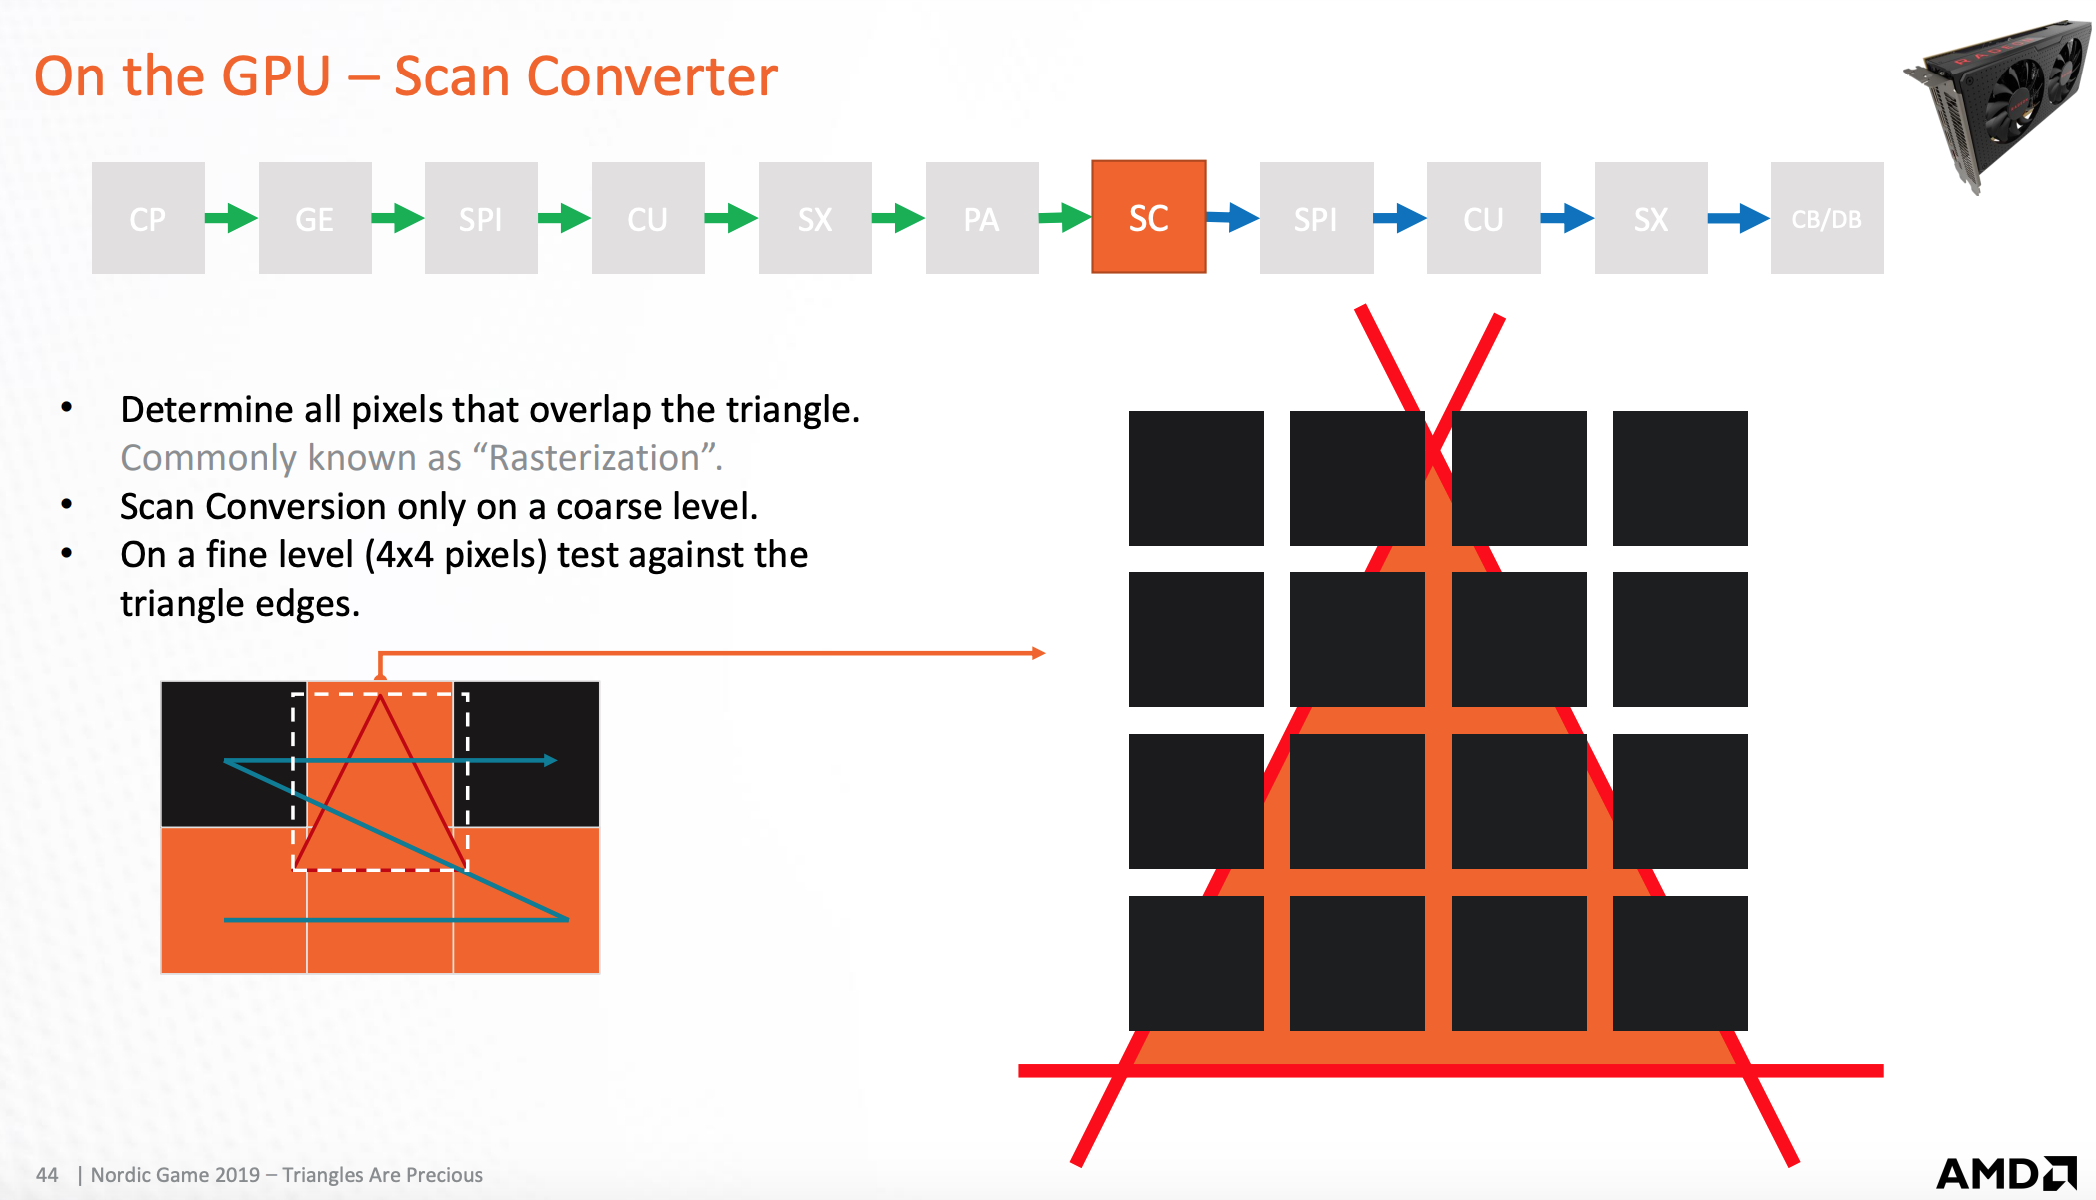 On the GPU – Scan Converter
RADEON
CP
GE
SPI
CU
SX
PA
SC
SPI
CU
SX
CB/DB
• Determine all pixels that overlap the triangle.
Commonly known as “Rasterization”.
• Scan Conversion only on a coarse level.
• On a fine level (4x4 pixels) test against the
triangle edges.
44 | Nordic Game 2019 – Triangles Are Precious
AMD